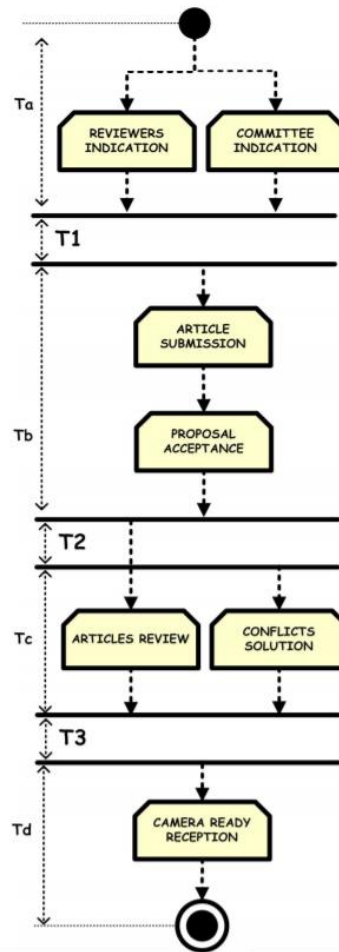 Ta
REVIEWERS
INDICATION
COMMITTEE
INDICATION
T1
ARTICLE
SUBMISSION
Tb
PROPOSAL
ACCEPTANCE
T2
Tc
ARTICLES REVIEW
CONFLICTS
SOLUTION
T3
Td
CAMERA READY
RECEPTION